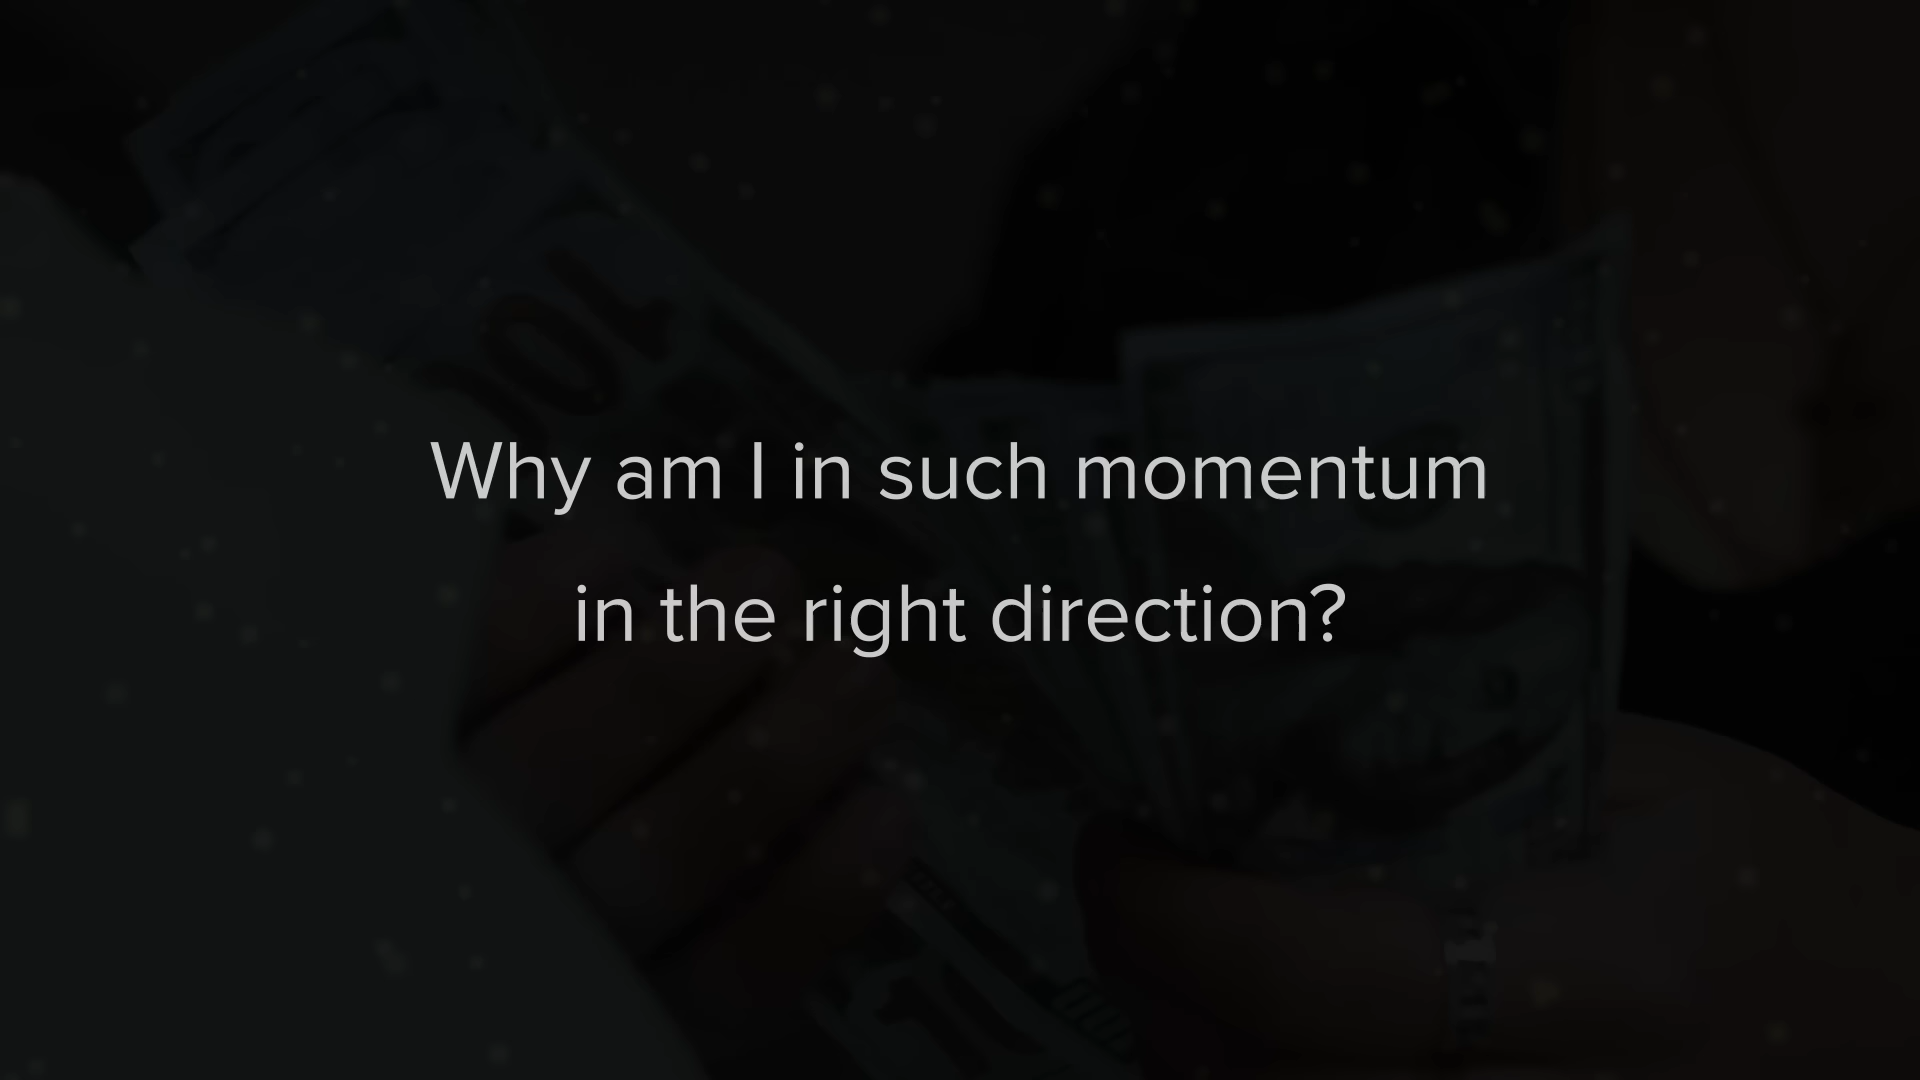 Why am I in such momentum
in the right direction?